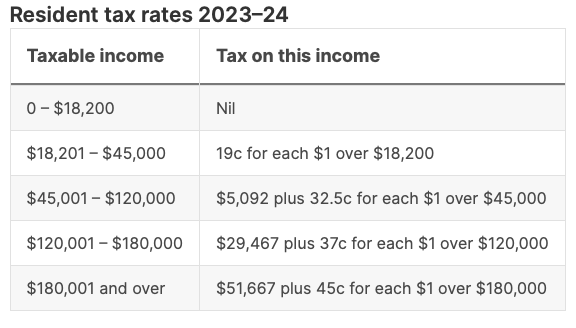 Resident tax rates 2023–24
Taxable income Tax on this income
0 – $18,200 Nil
$18,201 – $45,000 19c for each $1 over $18,200
$45,001 – $120,000 $5,092 plus 32.5c for each $1 over $45,000
$120,001 – $180,000 $29,467 plus 37c for each $1 over $120,000
$180,001 and over $51,667 plus 45c for each $1 over $180,000